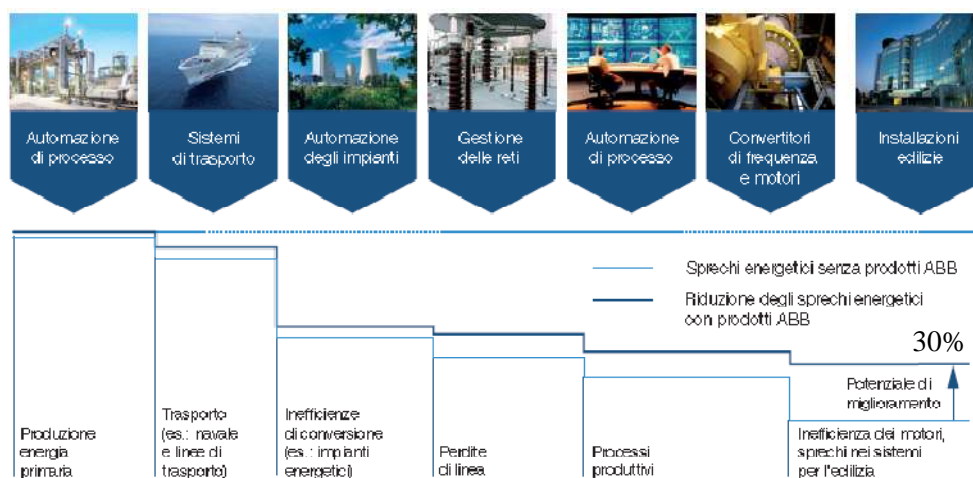 Automazione
di processo
Sistemi
di trasporto
Automazione
degli impianti
Gestione
delle reti
Automazione
di processo
Convertitori
di frequenza
e motori
Installazioni
edilizie
Sprechi energetici senza prodotti ABB
Riduzione degli sprechi energetici
con prodotti ABB
30%
Potenziale di
miglioramento
Produzione
energia
primaria
Trasporto
(es.: navale
e linee di
trasporto)
Inefficienze
di conversione
(es.: impianti
energetici)
Perdite
di linea
Processi
produttivi
Inefficienza dei motori,
sprechi nei sistemi
per l'edilizia